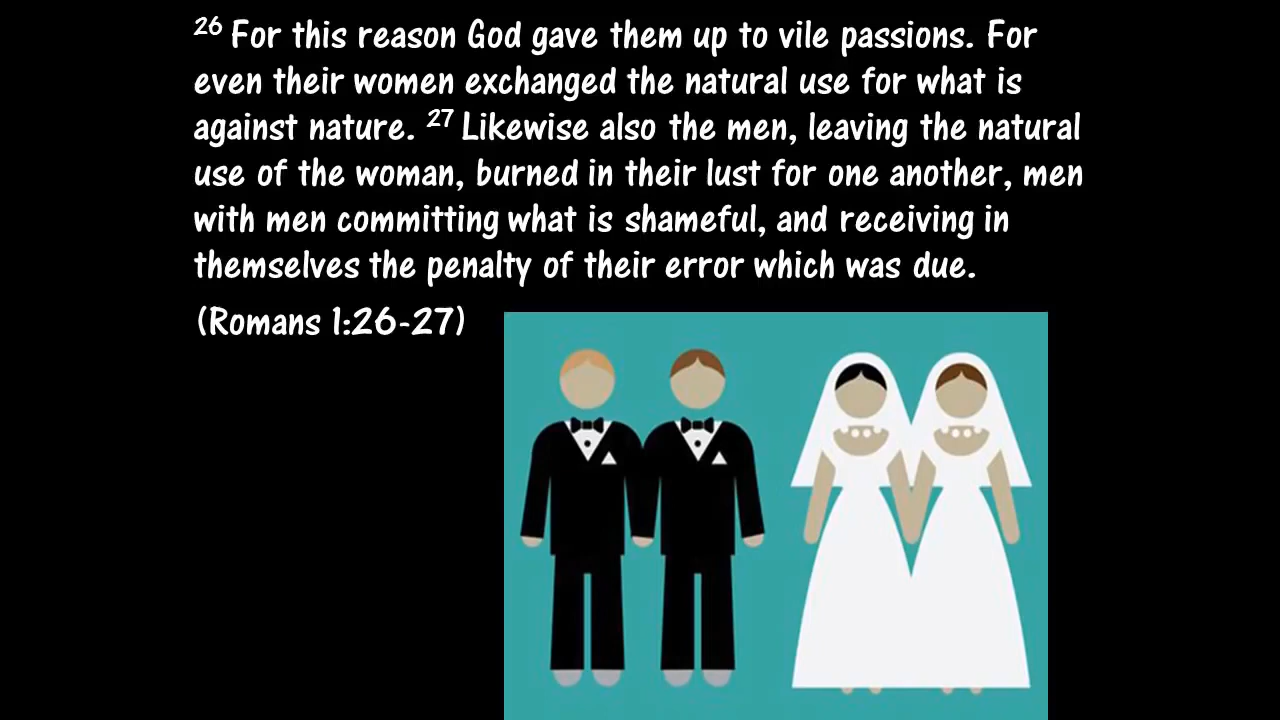 26 For this reason God gave them up to vile passions. For
even their women exchanged the natural use for what is
against nature. 27 Likewise also the men, leaving the natural
use of the woman, burned in their lust for one another, men
with men committing what is shameful, and receiving in
themselves the penalty of their error which was due.
(Romans 1:26-27)